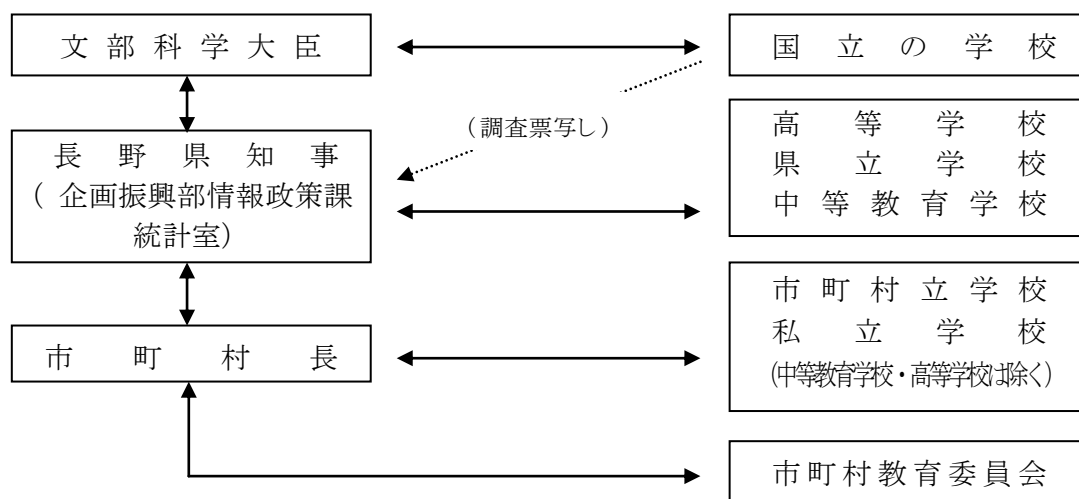 文部科学大臣
国立の学校
(調査票写し)
長野県知事
(企画振興部情報政策課
統計室)
高等学校
県立学校
中等教育学校
市町村長
市町村立学校
私立学校
(中等教育学校・高等学校は除く)
市町村教育委員会